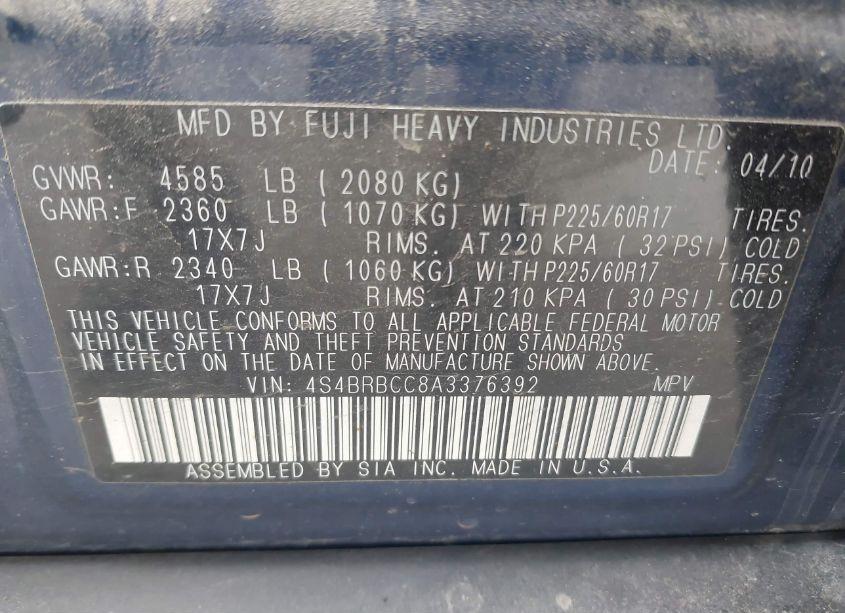 MFD BY FUJI HEAVY INDUSTRIES LTD.
DATE: 04/10
GVWR: 4585 LB ( 2080 KG)
GAWR:F 2360 LB ( 1070 KG) WITH P225/60R17 TIRES.
17X7J RIMS. AT 220 KPA ( 32 PSI) COLD
GAWR:R 2340 LB ( 1060 KG) WITH P225/60R17 TIRES.
17X7J RIMS. AT 210 KPA ( 30 PSI) COLD
THIS VEHICLE CONFORMS TO ALL APPLICABLE FEDERAL MOTOR
VEHICLE SAFETY AND THEFT PREVENTION STANDARDS
IN EFFECT ON THE DATE OF MANUFACTURE SHOWN ABOVE.
VIN: 4S4BRBCC8A3376392 MPV
ASSEMBLED BY SIA INC. MADE IN U.S.A.